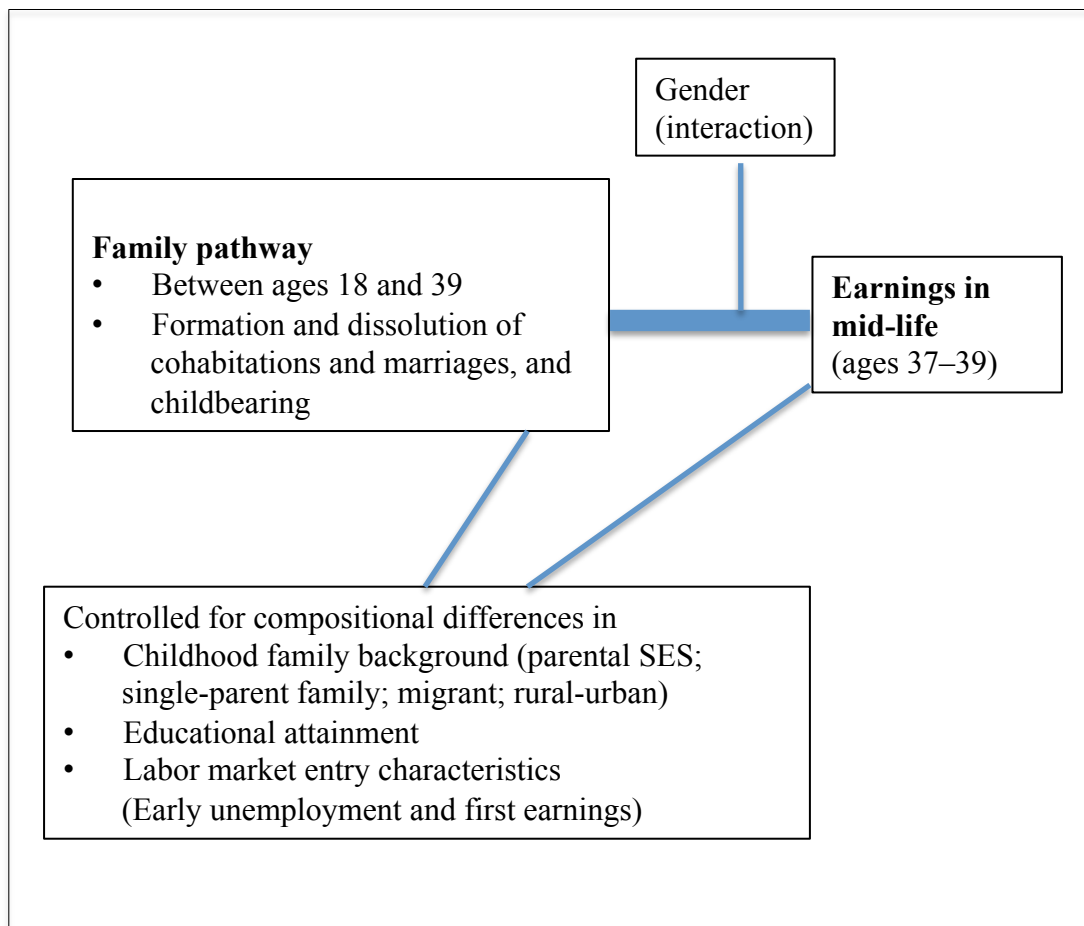 Gender
(interaction)
Family pathway
• Between ages 18 and 39
• Formation and dissolution of
cohabitations and marriages, and
childbearing
Earnings in
mid-life
(ages 37–39)
Controlled for compositional differences in
• Childhood family background (parental SES;
single-parent family; migrant; rural-urban)
• Educational attainment
• Labor market entry characteristics
(Early unemployment and first earnings)